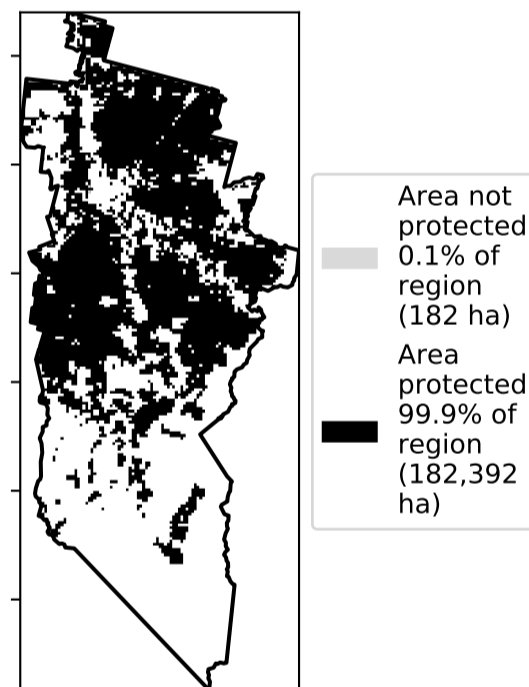 Area not
protected
0.1% of
region
(182 ha)
Area
protected
99.9% of
region
(182,392
ha)